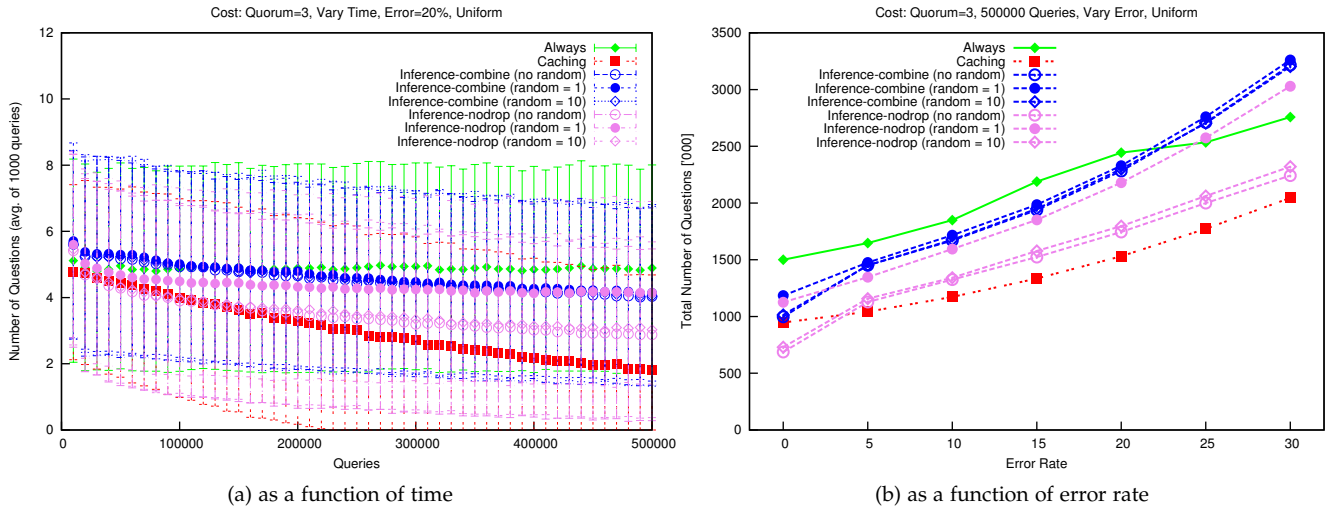 Cost: Quorum=3, Vary Time, Error=20%, Uniform
Number of Questions (avg. of 1000 queries)
12
10
8
6
4
2
0
Always
Caching
Inference-combine (no random)
Inference-combine (random = 1)
Inference-combine (random = 10)
Inference-nodrop (no random)
Inference-nodrop (random = 1)
Inference-nodrop (random = 10)
0
100000
200000
300000
400000
500000
Queries
(a) as a function of time
Cost: Quorum=3, 500000 Queries, Vary Error, Uniform
Total Number of Questions ['000]
3500
3000
2500
2000
1500
1000
500
0
Always
Caching
Inference-combine (no random)
Inference-combine (random = 1)
Inference-combine (random = 10)
Inference-nodrop (no random)
Inference-nodrop (random = 1)
Inference-nodrop (random = 10)
0
5
10
15
20
25
30
Error Rate
(b) as a function of error rate